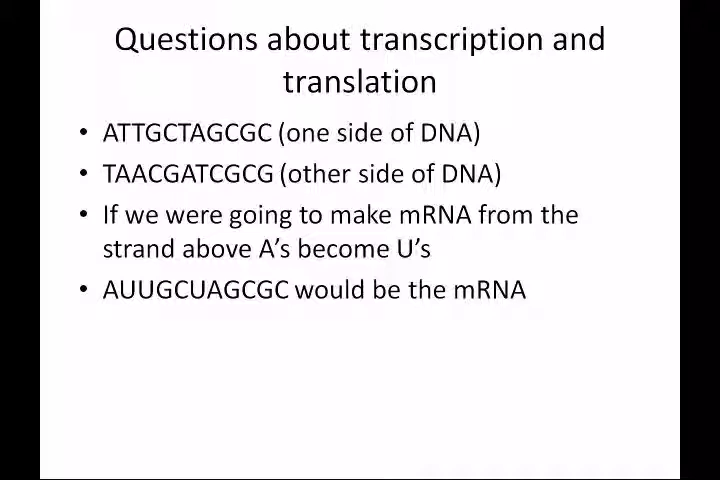 Questions about transcription and
translation
• ATTGCTAGCGC (one side of DNA)
• TAACGATCGCG (other side of DNA)
• If we were going to make mRNA from the
strand above A’s become U’s
• AUUGCUAGCGC would be the mRNA